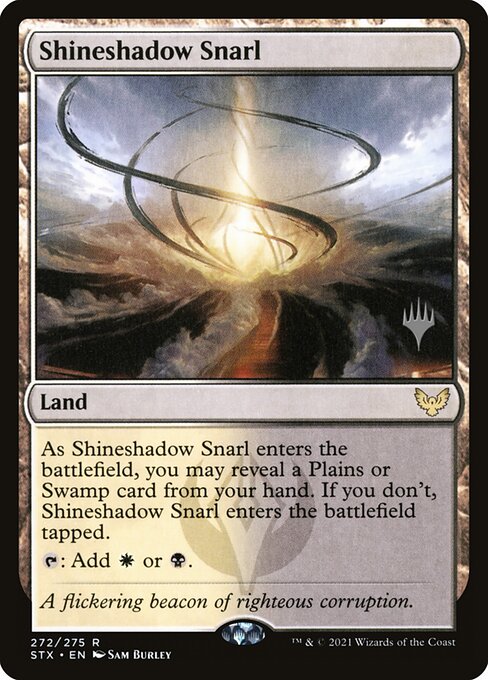 Shineshadow Snarl
Land
As Shineshadow Snarl enters the
battlefield, you may reveal a Plains or
Swamp card from your hand. If you don't,
Shineshadow Snarl enters the battlefield
tapped.
: Add or .
A flickering beacon of righteous corruption.
272/275 R
STX • EN SAM BURLEY
™ & © 2021 Wizards of the Coast